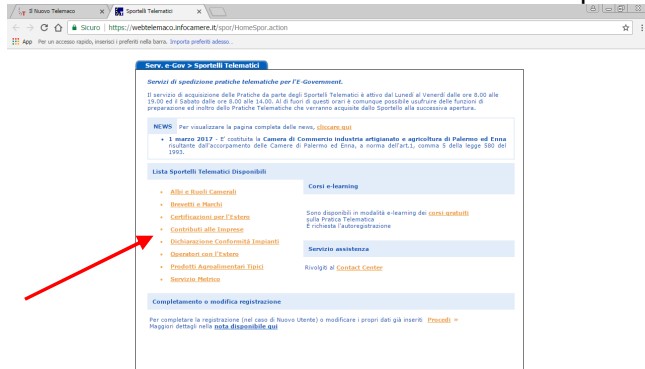 Il Nuovo Telemaco
Sportelli Telematici
Sicuro https://webtelemaco.infocamere.it/spor/HomeSpor.action
App Per un accesso rapido, inserisci i preferiti nella barra. Importa preferiti adesso...
Serv. e-Gov > Sportelli Telematici
Servizi di spedizione pratiche telematiche per l'E-Government.
Il servizio di acquisizione delle Pratiche da parte degli Sportelli Telematici è attivo dal Lunedì al Venerdì dalle ore 8.00 alle
19.00 ed il Sabato dalle ore 8.00 alle 14.00. Al di fuori di questi orari è comunque possibile usufruire delle funzioni di
preparazione ed inoltro delle Pratiche Telematiche che verranno acquisite dallo Sportello alla successiva apertura.
NEWS Per visualizzare la pagina completa delle news, cliccare qui
• 1 marzo 2017 - E' costituita la Camera di Commercio industria artigianato e agricoltura di Palermo ed Enna
risultante dall'accorpamento delle Camere di Palermo ed Enna, a norma dell'art.1, comma 5 della legge 580 del
1993.
Lista Sportelli Telematici Disponibili
• Albi e Ruoli Camerali
• Brevetti e Marchi
• Certificazioni per l'Estero
• Contributi alle Imprese
• Dichiarazione Conformità Impianti
• Operatori con l'Estero
• Prodotti Agroalimentari Tipici
• Servizio Metrico
Corsi e-learning
Sono disponibili in modalità e-learning dei corsi gratuiti
sulla Pratica Telematica
È richiesta l'autoregistrazione
Servizio assistenza
Rivolgiti al Contact Center
Completamento o modifica registrazione
Per completare la registrazione (nel caso di Nuovo Utente) o modificare i propri dati già inseriti Procedi »
Maggiori dettagli nella nota disponibile qui